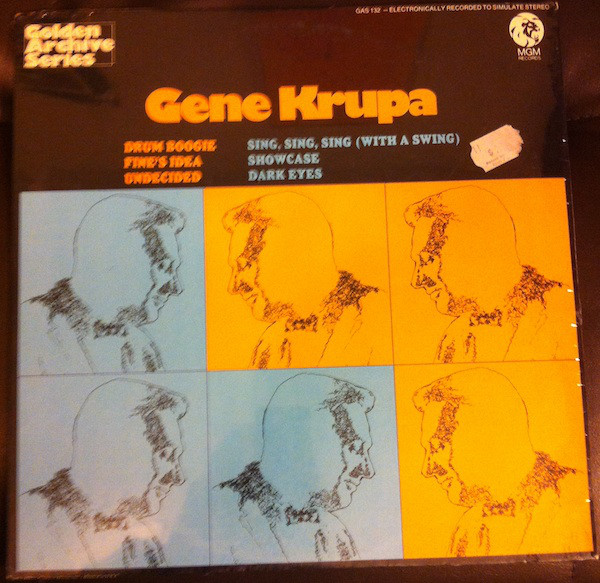 GAS 132 — ELECTRONICALLY RECORDED TO SIMULATE STEREO
Golden
Archive
Series
MGM
RECORDS
Gene Krupa
DRUM BOOGIE
FINE'S IDEA
UNDECIDED
SING, SING, SING (WITH A SWING)
SHOWCASE
DARK EYES